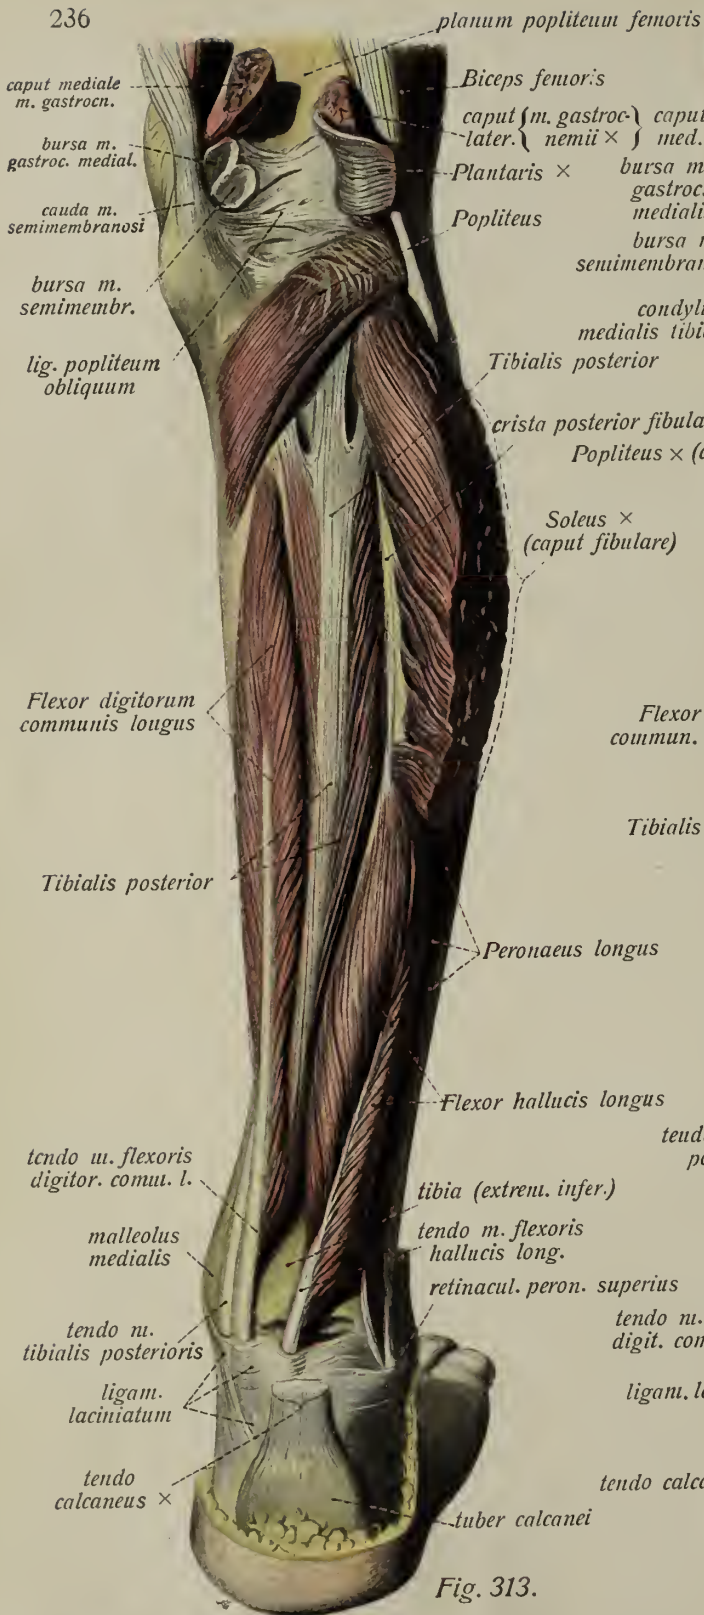 236
planum popliteum femoris
caput mediale
m. gastrocn.
bursa m.
gastroc. medial.
cauda m.
semimembranosi
bursa m.
semimembr.
lig. popliteum
obliquum
Flexor digitorum
communis longus
Tibialis posterior
tendo m. flexoris
digitor. comm. l.
malleolus
medialis
tendo m.
tibialis posterioris
ligam.
laciniatum
tendo
calcaneus ×
Biceps femoris
caput { m. gastroc- } caput
later. { nemii × } med.
Plantaris ×
Popliteus
bursa m.
gastroc.
medialis
bursa m
semimembran
condyl
medialis tibi
Tibialis posterior
crista posterior fibula
Popliteus × (
Soleus ×
(caput fibulare)
Flexor
commun.
Tibialis
Peronaeus longus
Flexor hallucis longus
tend
po
tibia (extrem. infer.)
tendo m. flexoris
hallucis long.
retinacul. peron. superius
tendo m.
digit. com
ligam. l
tendo calc
tuber calcanei
Fig. 313.